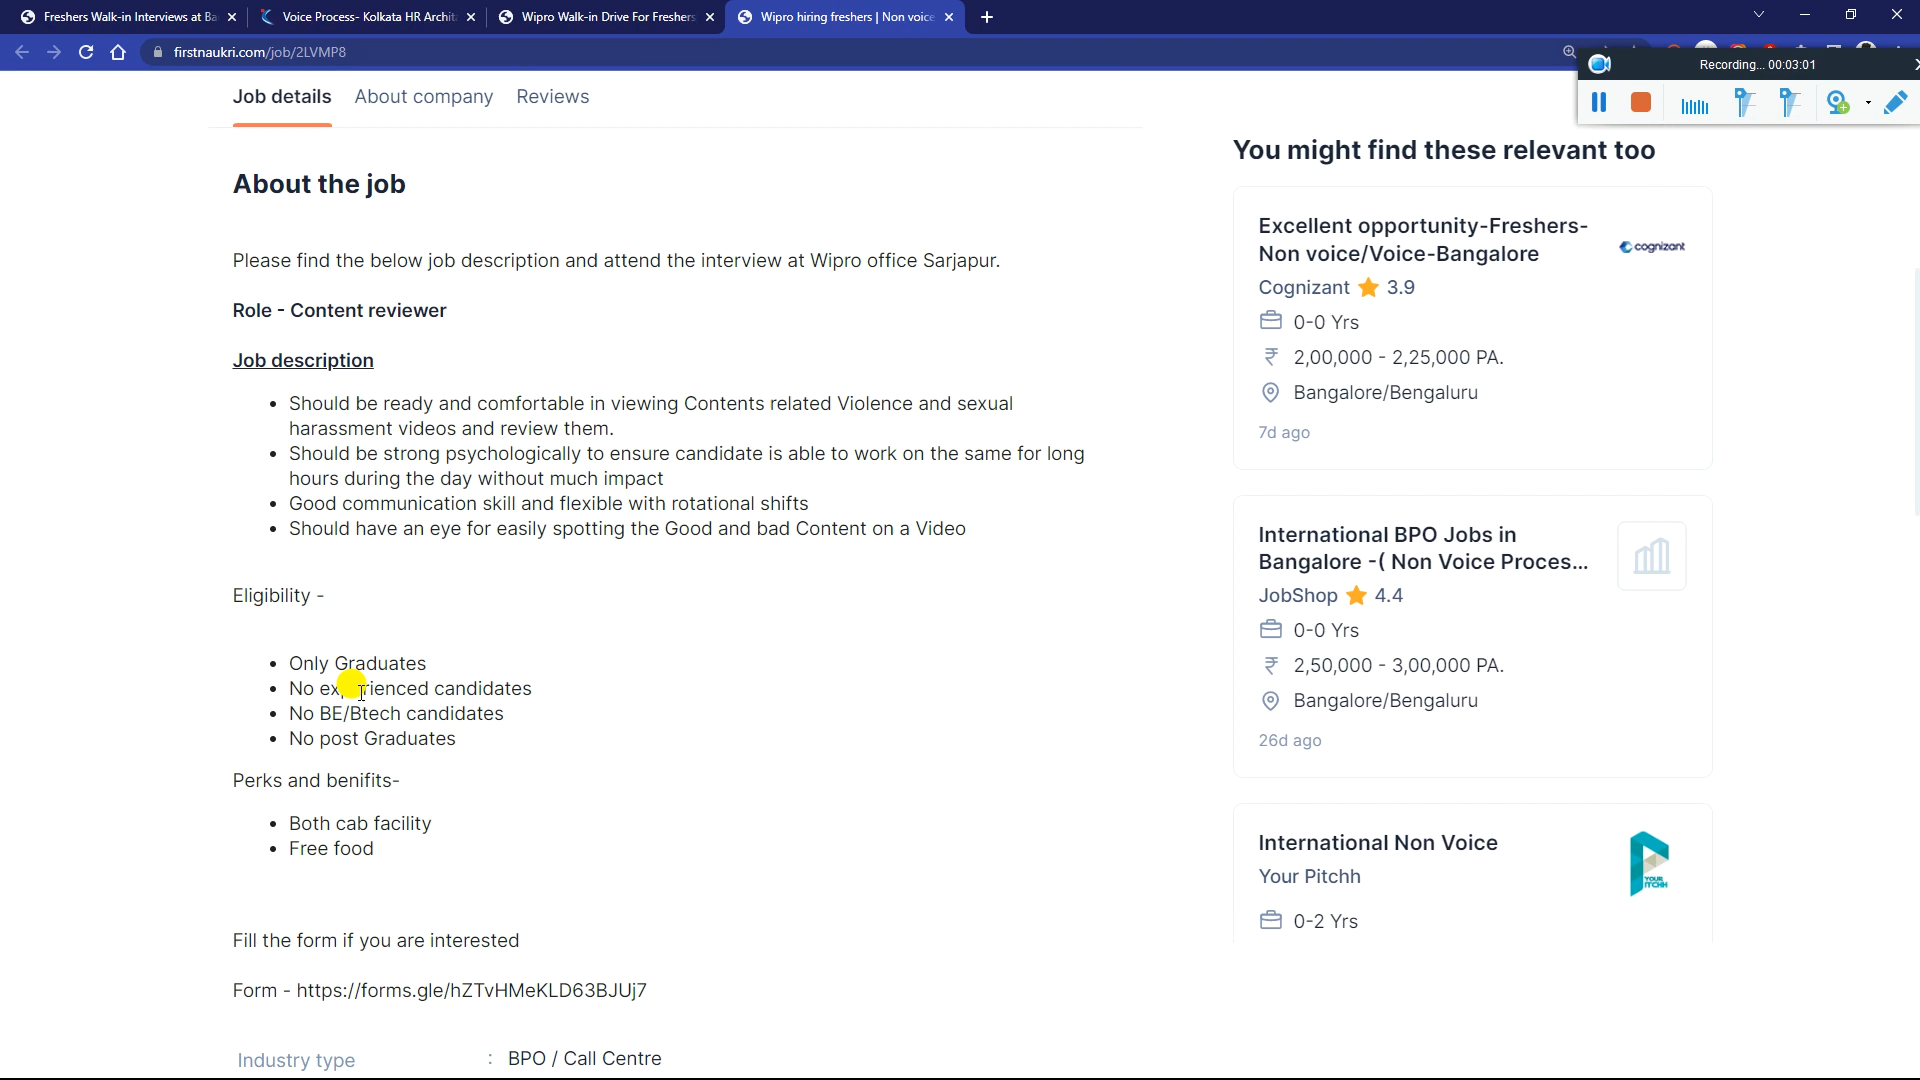 Freshers Walk-in Interviews at Ba
Voice Process- Kolkata HR Archit
Wipro Walk-in Drive For Freshers
Wipro hiring freshers | Non voice
firstnaukri.com/job/2LVMP8
Recording... 00:03:01
Job details
About company
Reviews
About the job
Please find the below job description and attend the interview at Wipro office Sarjapur.
Role - Content reviewer
Job description
• Should be ready and comfortable in viewing Contents related Violence and sexual
harassment videos and review them.
• Should be strong psychologically to ensure candidate is able to work on the same for long
hours during the day without much impact
• Good communication skill and flexible with rotational shifts
• Should have an eye for easily spotting the Good and bad Content on a Video
Eligibility -
• Only Graduates
• No experienced candidates
• No BE/Btech candidates
• No post Graduates
Perks and benifits-
• Both cab facility
• Free food
Fill the form if you are interested
Form - https://forms.gle/hZTvHMeKLD63BJUj7
Industry type : BPO / Call Centre
You might find these relevant too
Excellent opportunity-Freshers-
Non voice/Voice-Bangalore
cognizant
Cognizant 3.9
0-0 Yrs
₹ 2,00,000 - 2,25,000 PA.
Bangalore/Bengaluru
7d ago
International BPO Jobs in
Bangalore -( Non Voice Proces...
JobShop 4.4
0-0 Yrs
₹ 2,50,000 - 3,00,000 PA.
Bangalore/Bengaluru
26d ago
International Non Voice
Your Pitchh
YOUR
PITCHH
0-2 Yrs